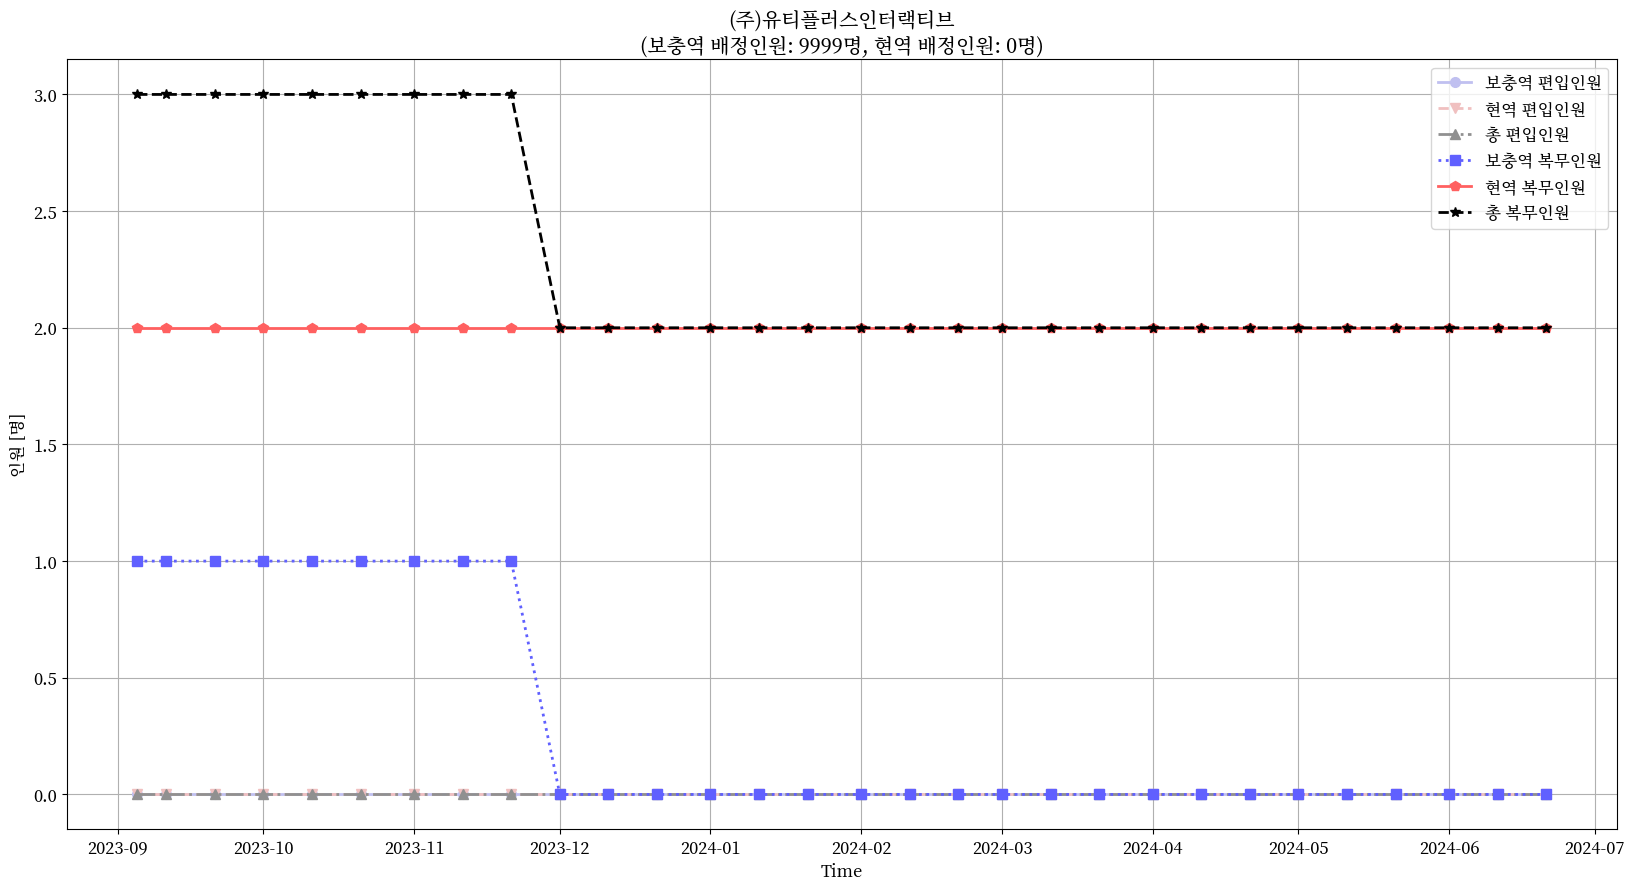 (주)유티플러스인터랙티브
(보충역 배정인원: 9999명, 현역 배정인원: 0명)
보충역 편입인원
현역 편입인원
총 편입인원
보충역 복무인원
현역 복무인원
총 복무인원
인원 [명]
3.0
2.5
2.0
1.5
1.0
0.5
0.0
2023-09 2023-10 2023-11 2023-12 2024-01 2024-02 2024-03 2024-04 2024-05 2024-06 2024-07
Time